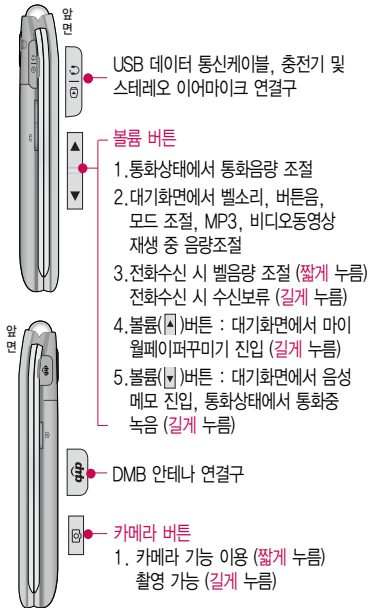 앞
면
USB 데이터 통신케이블, 충전기 및
스테레오 이어마이크 연결구
볼륨 버튼
1.통화상태에서 통화음량 조절
2.대기화면에서 벨소리, 버튼음,
모드 조절, MP3, 비디오동영상
재생 중 음량조절
3.전화수신 시 벨음량 조절 (짧게 누름)
전화수신 시 수신보류 (길게 누름)
4.볼륨(▲)버튼 : 대기화면에서 마이
월페이퍼꾸미기 진입 (길게 누름)
5.볼륨(▼)버튼 : 대기화면에서 음성
메모 진입, 통화상태에서 통화중
녹음 (길게 누름)
앞
면
dmb
DMB 안테나 연결구
카메라 버튼
1. 카메라 기능 이용 (짧게 누름)
촬영 가능 (길게 누름)